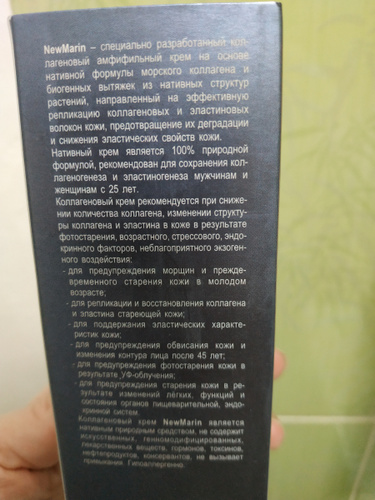 NewMarin – специально разработанный кол-
лагеновый амфифильный крем на основе
нативной формулы морского коллагена и
биогенных вытяжек из нативных структур
растений, направленный на эффективную
репликацию коллагеновых и эластиновых
волокон кожи, предотвращение их деградации
и снижения эластических свойств кожи.
Нативный крем является 100% природной
формулой, рекомендован для сохранения кол-
лагеногенеза и эластиногенеза мужчинам и
женщинам с 25 лет.
Коллагеновый крем рекомендуется при сниже-
нии количества коллагена, изменении структу-
ры коллагена и эластина в коже в результате
фотостарения, возрастного, стрессового, эндо-
кринного факторов, неблагоприятного экзоген-
ного воздействия:
- для предупреждения морщин и прежде-
временного старения кожи в молодом
возрасте;
- для репликации и восстановления коллагена
и эластина стареющей кожи;
- для поддержания эластических характе-
ристик кожи;
- для предупреждения обвисания кожи и
изменения контура лица после 45 лет;
- для предупреждения фотостарения кожи в
результате УФ-облучения;
- для предупреждения старения кожи в ре-
зультате изменений лёгких, функций и
состояние органов пищеварительной, эндо-
кринной систем.
Коллагеновый крем NewMarin является
нативным природным средством, не содержит
искусственных, генномодифицированных,
лекарственных веществ, гормонов, токсинов,
нефтепродуктов, консервантов, не вызывает
привыкания. Гипоаллергенно.